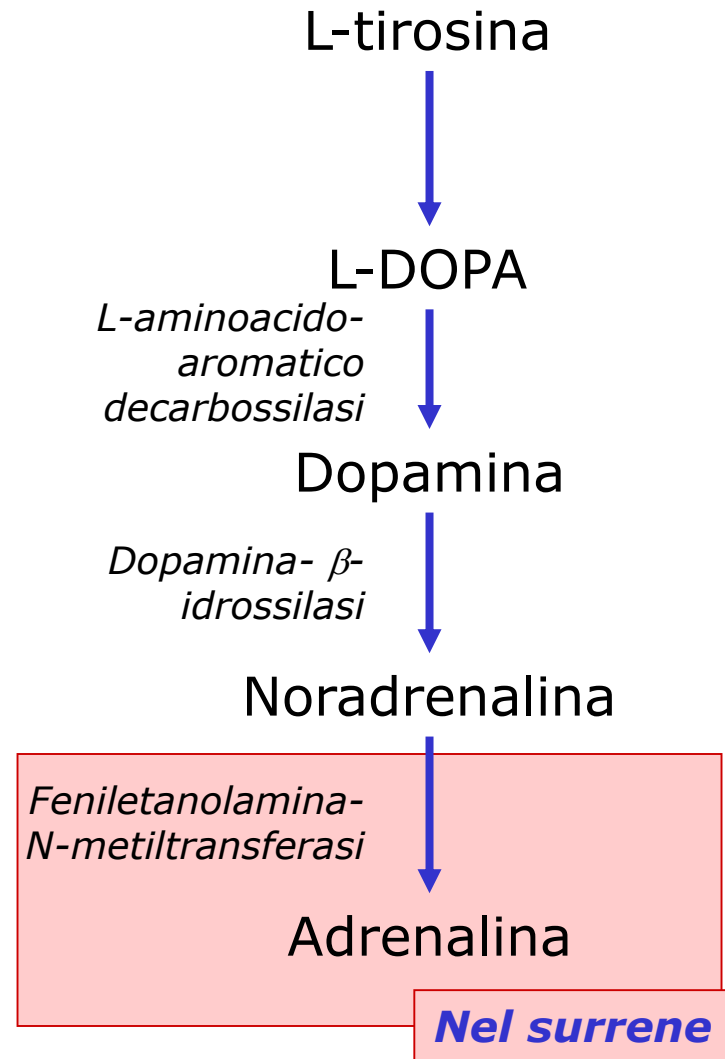 L-tirosina
L-DOPA
L-aminoacido-
aromatico
decarbossilasi
Dopamina
Dopamina- β-
idrossilasi
Noradrenalina
Feniletanolamina-
N-metiltransferasi
Adrenalina
Nel surrene